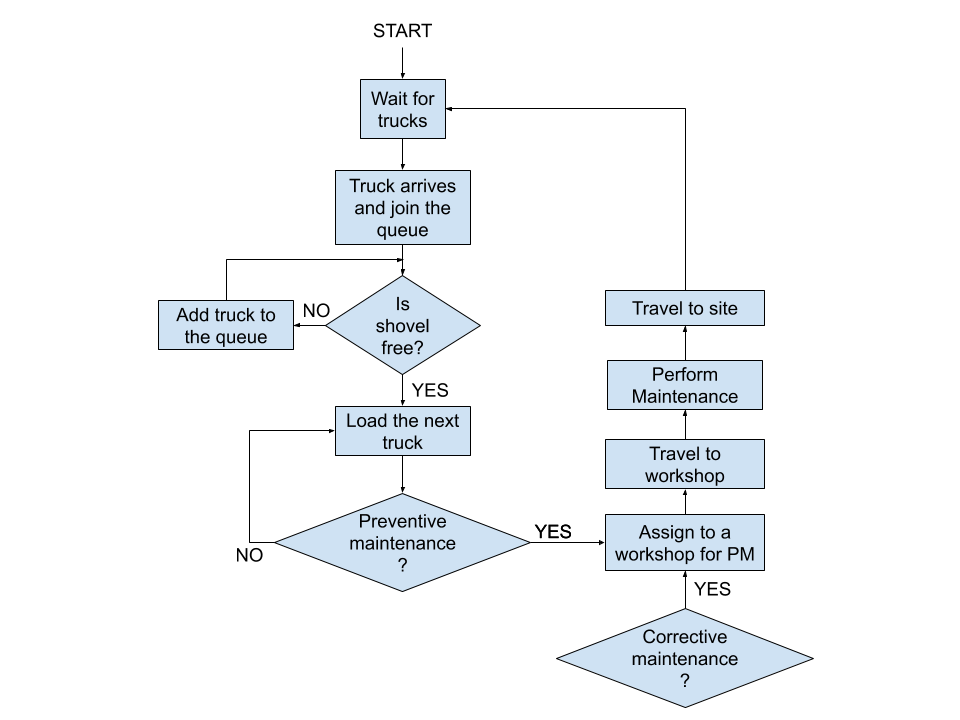 START
Wait for
trucks
Truck arrives
and join the
queue
Is
shovel
free?
NO
Add truck to
the queue
YES
Load the next
truck
Preventive
maintenance
?
NO
YES
Travel to site
Perform
Maintenance
Travel to
workshop
Assign to a
workshop for PM
YES
Corrective
maintenance
?